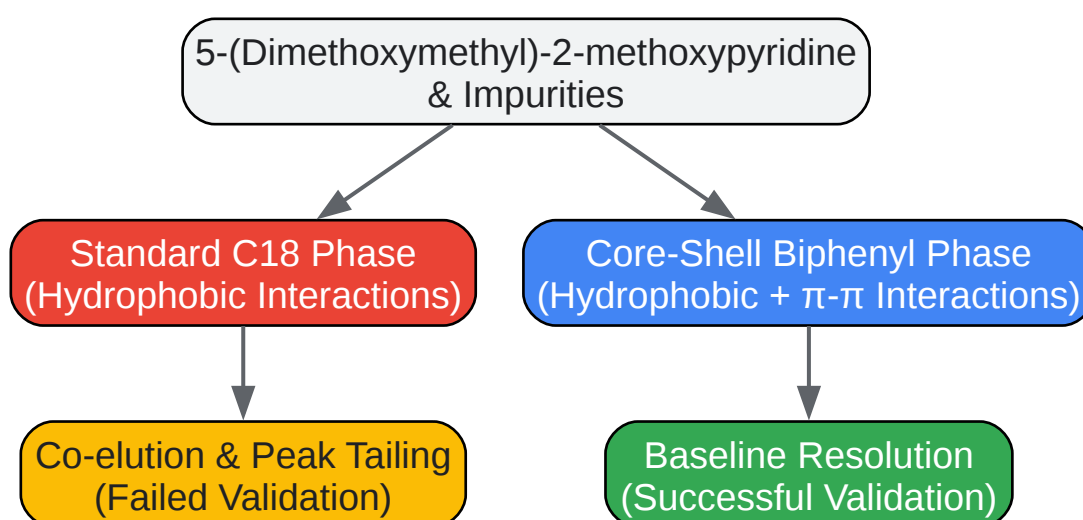 5-(Dimethoxymethyl)-2-methoxypyridine
& Impurities
Standard C18 Phase
(Hydrophobic Interactions)
Core-Shell Biphenyl Phase
(Hydrophobic + π-π Interactions)
Co-elution & Peak Tailing
(Failed Validation)
Baseline Resolution
(Successful Validation)